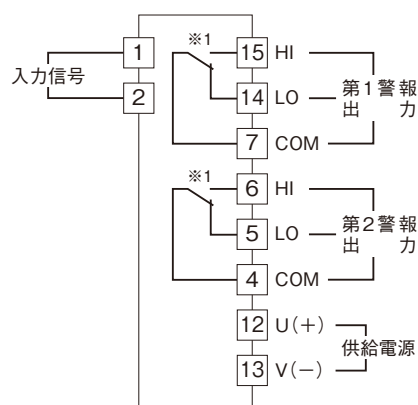 入力信号
1
2
※1
15 HI
14 LO
7 COM
第1警報
出 力
※1
6 HI
5 LO
4 COM
第2警報
出 力
12 U(+)
13 V(−)
供給電源